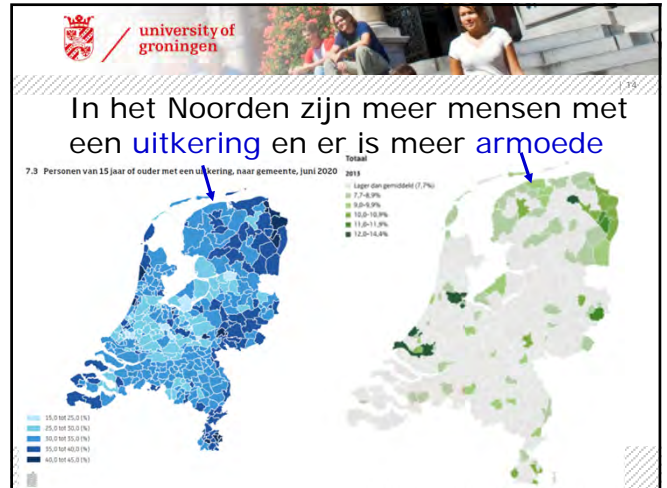 university of
groningen
| 14
In het Noorden zijn meer mensen met
een uitkering en er is meer armoede
7.3 Personen van 15 jaar of ouder met een uitkering, naar gemeente, juni 2020
15,0 tot 25,0 (%)
25,0 tot 30,0 (%)
30,0 tot 35,0 (%)
35,0 tot 40,0 (%)
40,0 tot 45,0 (%)
Totaal
2013
Lager dan gemiddeld (7,7%)
7,7-8,9%
9,0-9,9%
10,0-10,9%
11,0-11,9%
12,0-14,4%